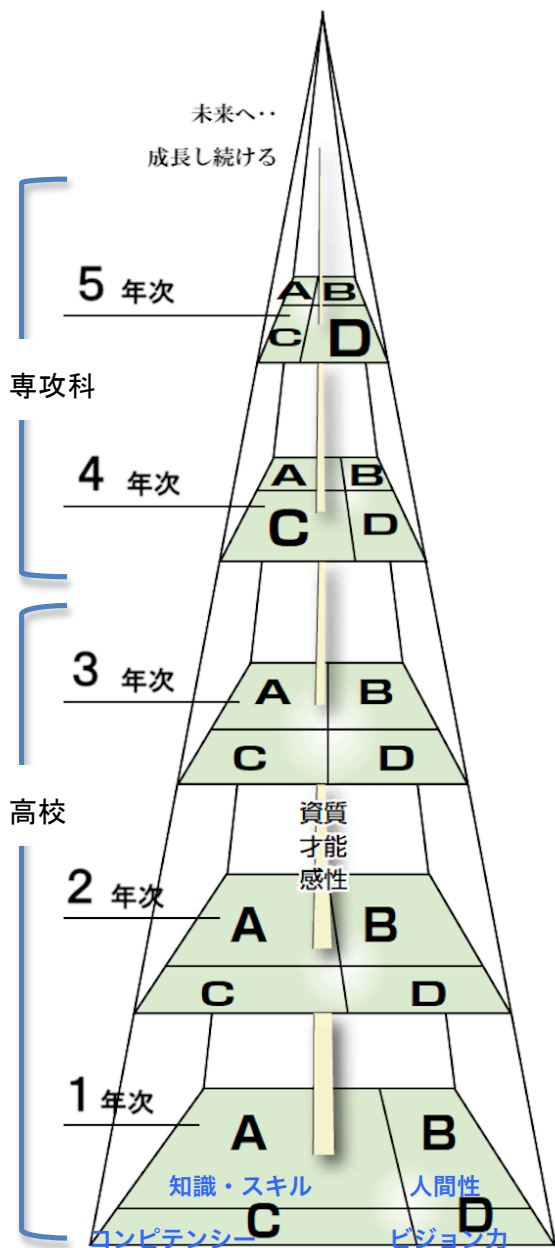 未来へ‥
成長し続ける
5 年次
A B
C D
専攻科
4 年次
A B
C D
3 年次
A B
C D
高校
資質
才能
感性
2 年次
A B
C D
1 年次
A B
知識・スキル 人間性
C D
コンピテンシー ビジョン力